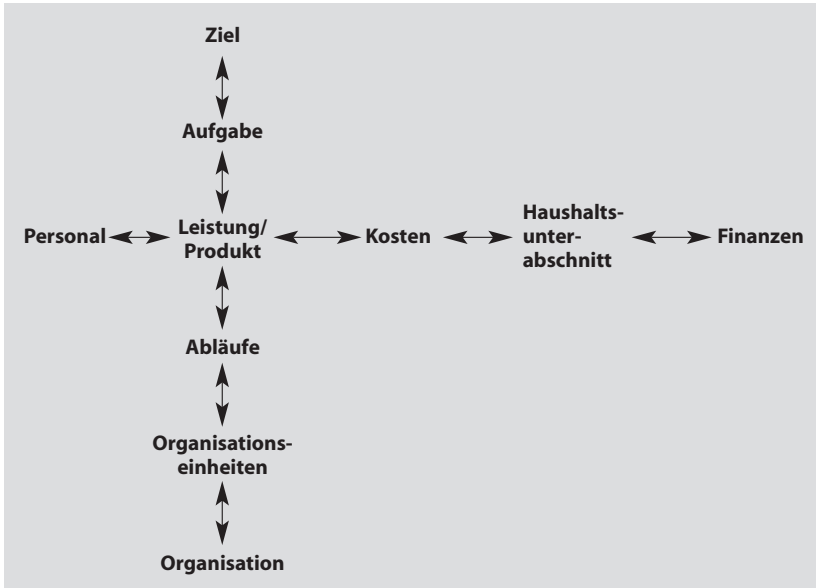 Ziel
Aufgabe
Personal
Leistung/
Produkt
Kosten
Haushalts-
unter-
abschnitt
Finanzen
Abläufe
Organisations-
einheiten
Organisation